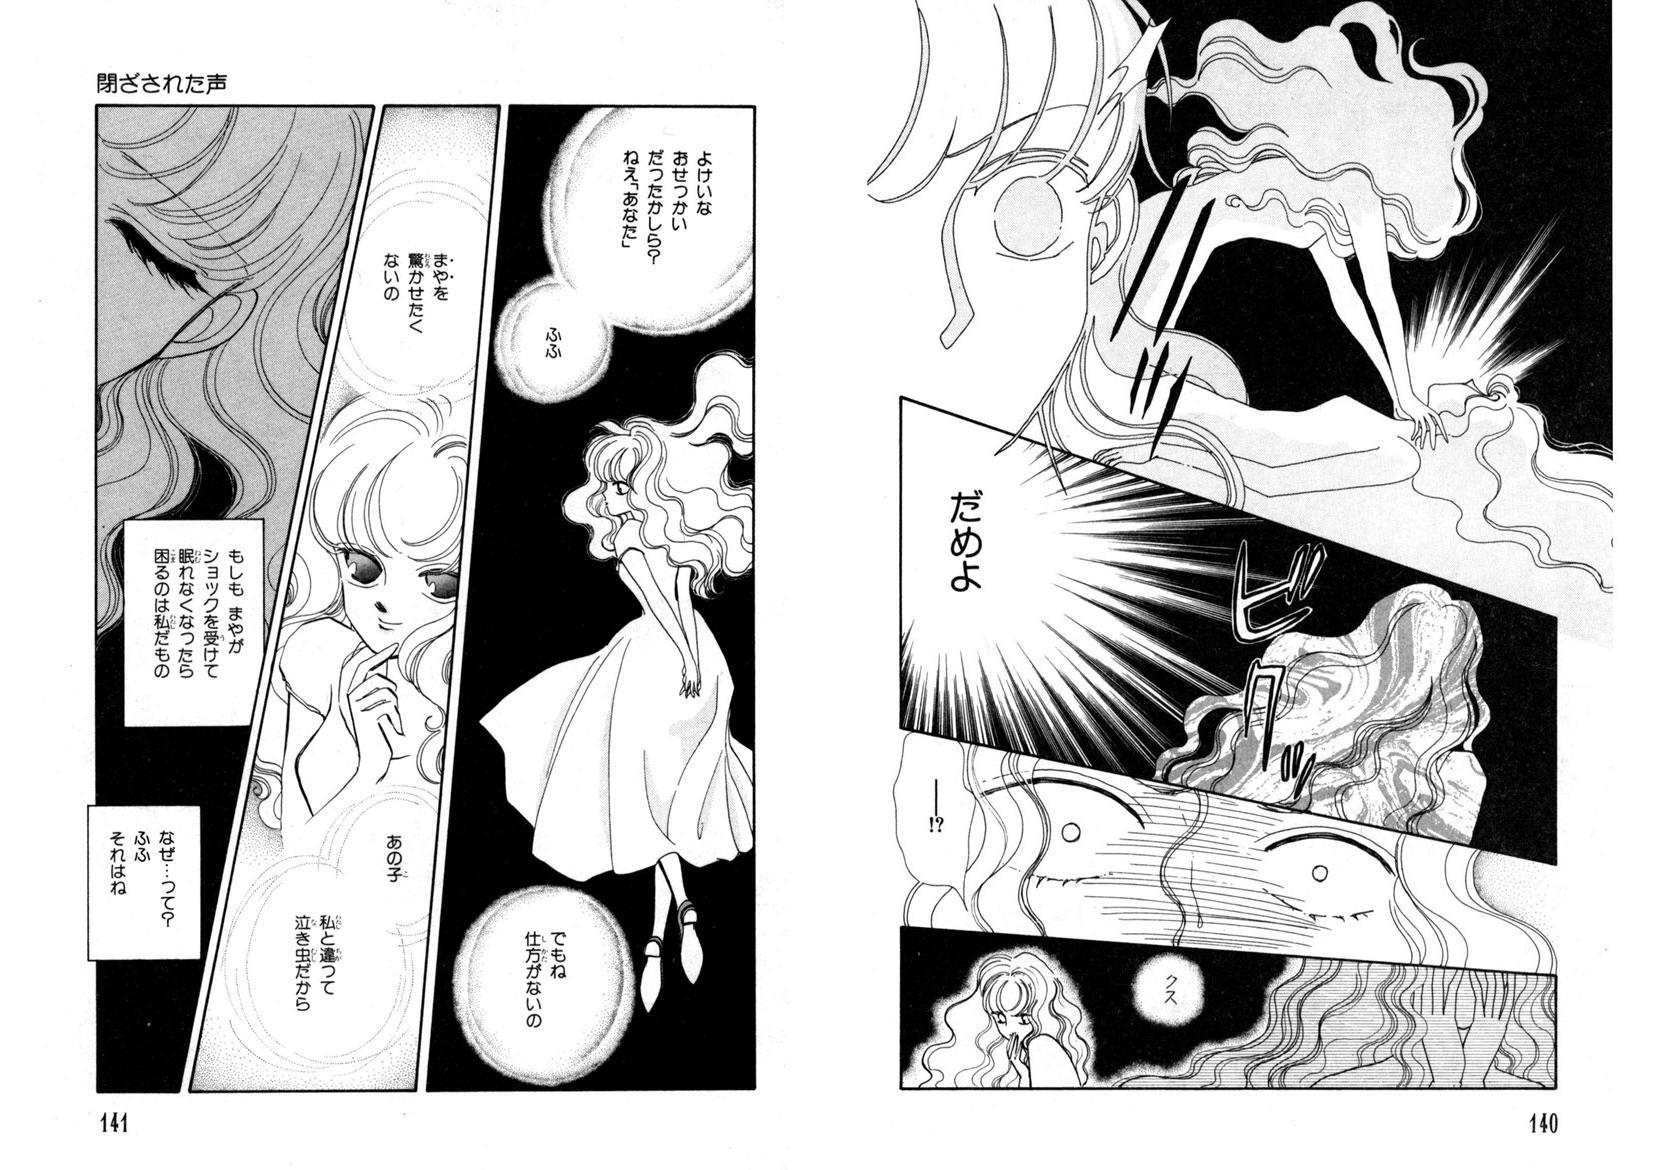 だめよ
ビクッ
――!?
クス
140
閉ざされた声
よけいな
おせっかい
だったかしら?
ねえ「あなた」
ふふ
でもね
仕方がないの
まやを
驚かせたく
ないの
あの子
私と違って
泣き虫だから
もしも まやが
ショックを受けて
眠れなくなったら
困るのは私だもの
なぜ…って?
ふふ
それはね
141